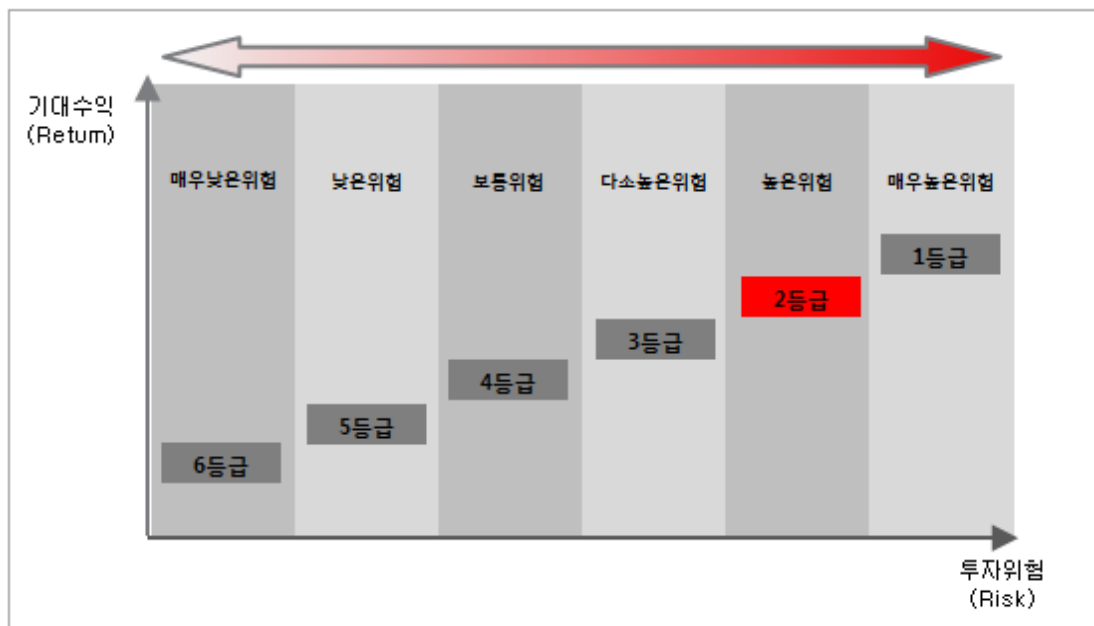 기대수익
(Retum)
매우낮은위험
낮은위험
보통위험
다소높은위험
높은위험
매우높은위험
1등급
2등급
3등급
4등급
5등급
6등급
투자위험
(Risk)